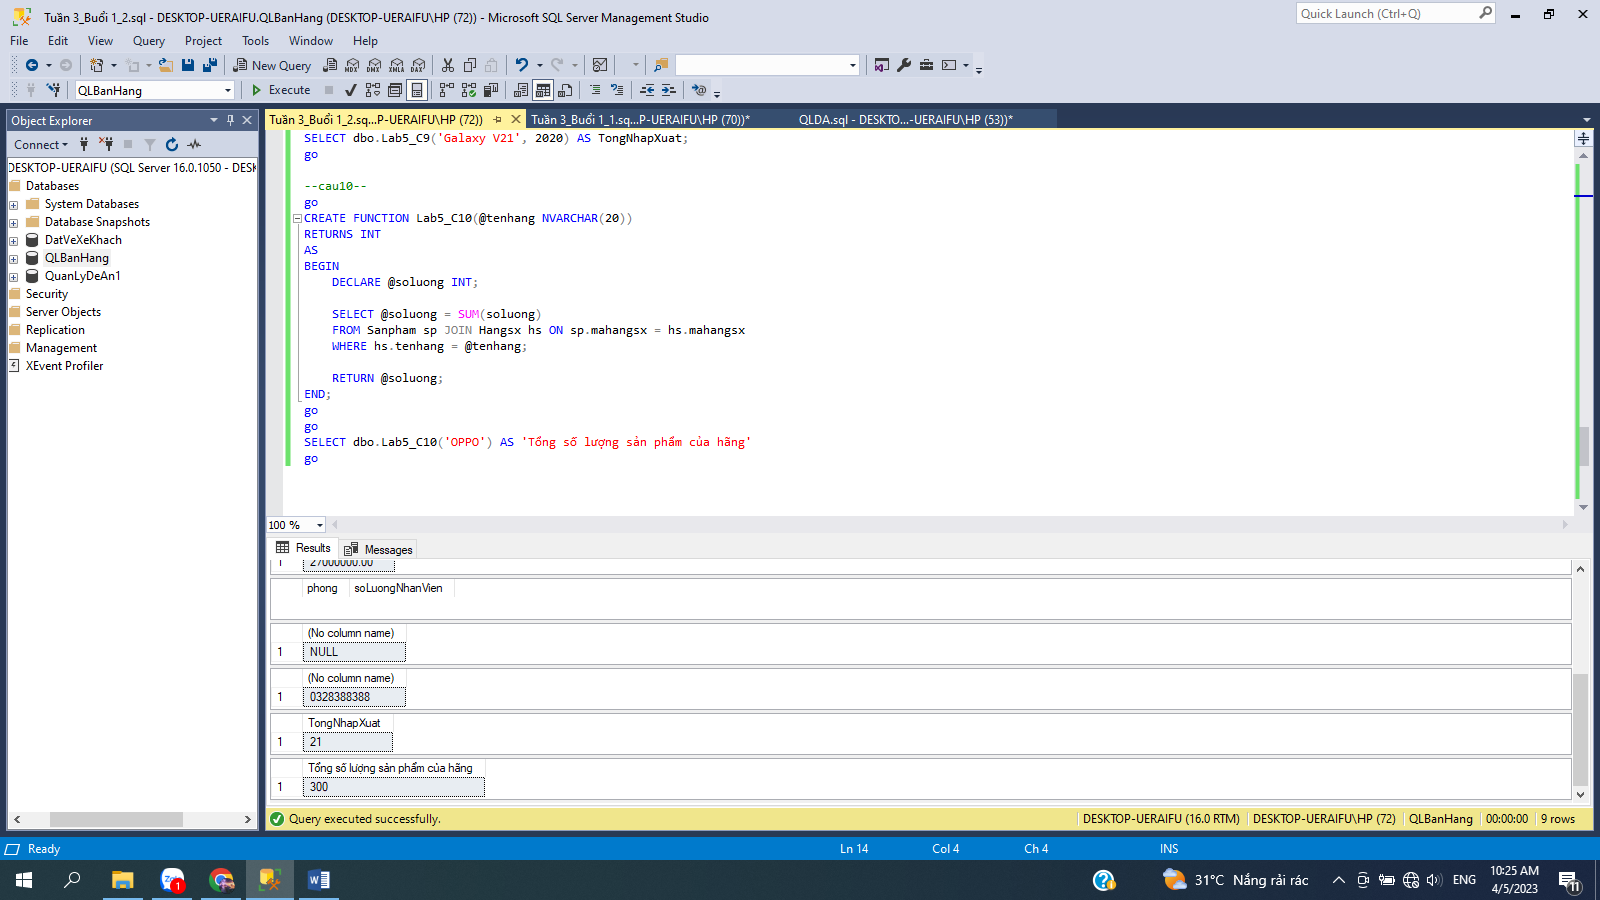 Tuần 3_Buổi 1_2.sql - DESKTOP-UERAIFU.QLBanHang (DESKTOP-UERAIFU\HP (72)) - Microsoft SQL Server Management Studio
Quick Launch (Ctrl+Q)
File Edit View Query Project Tools Window Help
New Query
MDX DMX XMLA DAX
QLBanHang
Execute
Object Explorer
Connect
DESKTOP-UERAIFU (SQL Server 16.0.1050 - DESK
Databases
System Databases
Database Snapshots
DatVeXeKhach
QLBanHang
QuanLyDeAn1
Security
Server Objects
Replication
Management
XEvent Profiler
Tuần 3_Buổi 1_2.sq...P-UERAIFU\HP (72)) Tuần 3_Buổi 1_1.sq...P-UERAIFU\HP (70))* QLDA.sql - DESKTO...-UERAIFU\HP (53))*
SELECT dbo.Lab5_C9('Galaxy V21', 2020) AS TongNhapXuat;
go
--cau10--
go
CREATE FUNCTION Lab5_C10(@tenhang NVARCHAR(20))
RETURNS INT
AS
BEGIN
DECLARE @soluong INT;
SELECT @soluong = SUM(soluong)
FROM Sanpham sp JOIN Hangsx hs ON sp.mahangsx = hs.mahangsx
WHERE hs.tenhang = @tenhang;
RETURN @soluong;
END;
go
go
SELECT dbo.Lab5_C10('OPPO') AS 'Tổng số lượng sản phẩm của hãng'
go
100 %
Results Messages
1 27000000.00
phong soLuongNhanVien
(No column name)
1 NULL
(No column name)
1 0328388388
TongNhapXuat
1 21
Tổng số lượng sản phẩm của hãng
1 300
Query executed successfully.
DESKTOP-UERAIFU (16.0 RTM) DESKTOP-UERAIFU\HP (72) QLBanHang 00:00:00 9 rows
Ready Ln 14 Col 4 Ch 4 INS
1
31°C Nắng rải rác
ENG
10:25 AM
4/5/2023
11